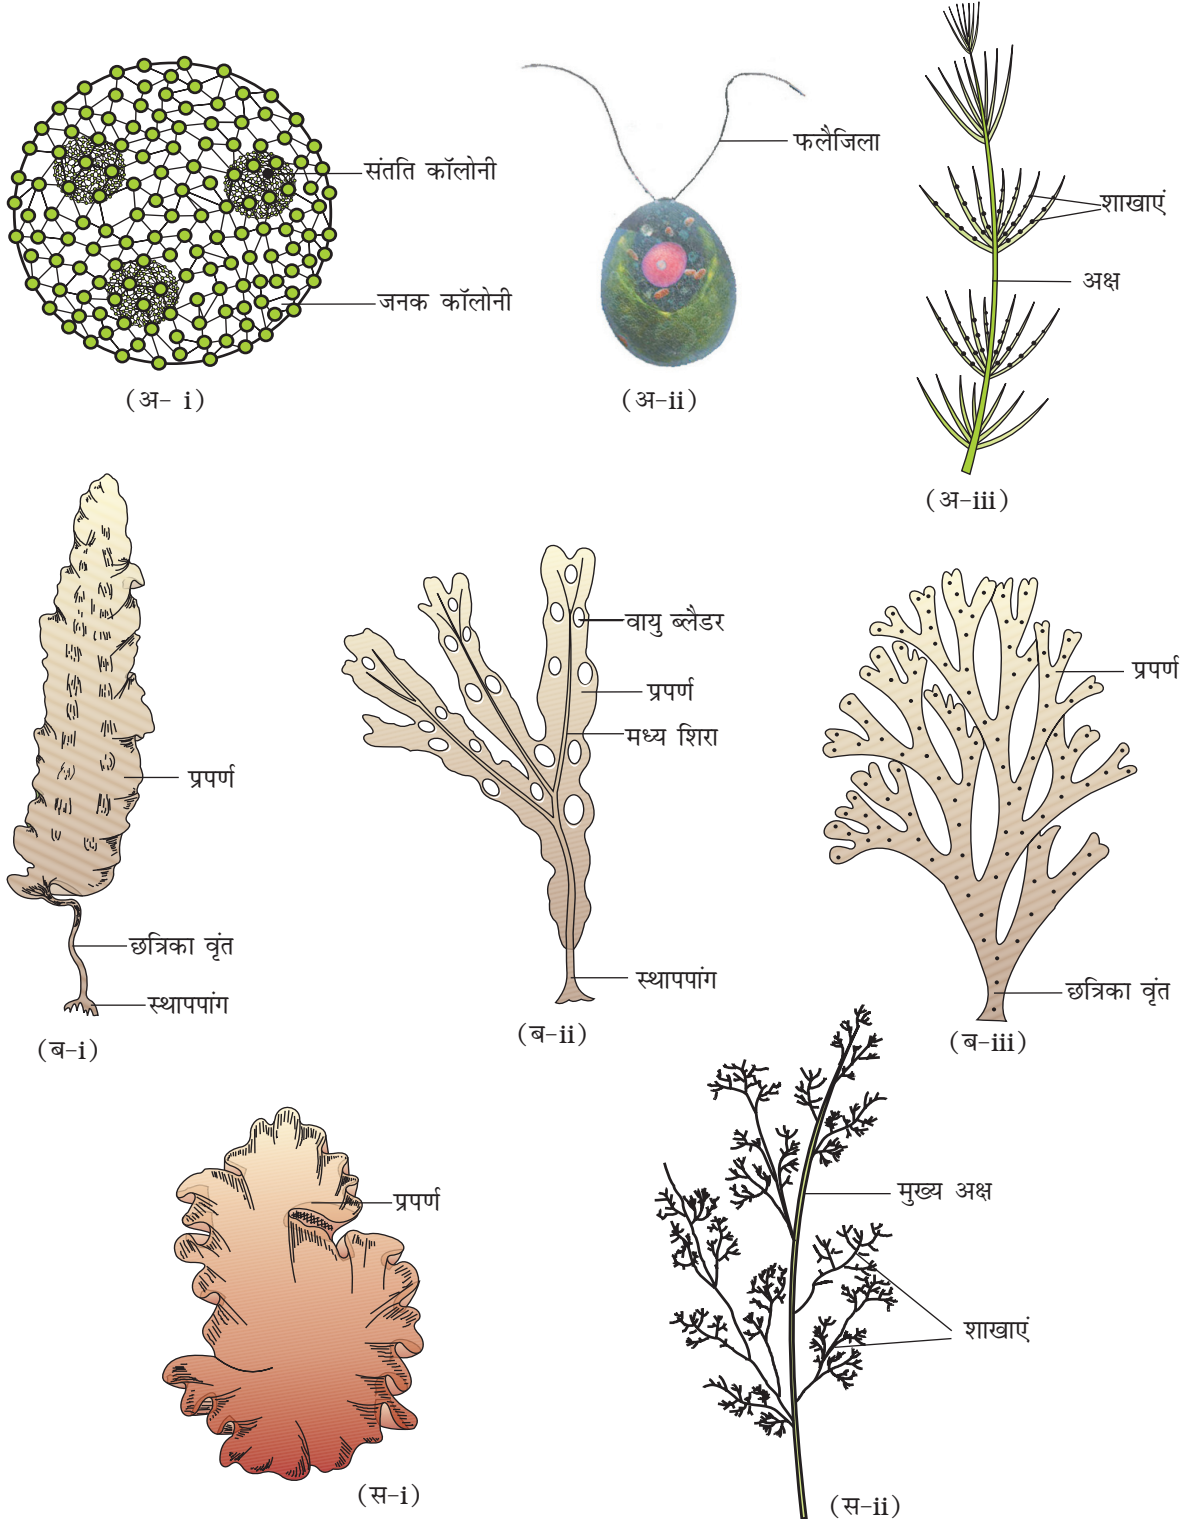 संतति कॉलोनी
जनक कॉलोनी
(अ- i)
फलैजिला
(अ-ii)
शाखाएं
अक्ष
(अ-iii)
प्रपर्ण
छत्रिका वृंत
स्थापपांग
(ब-i)
वायु ब्लैडर
प्रपर्ण
मध्य शिरा
स्थापपांग
(ब-ii)
प्रपर्ण
छत्रिका वृंत
(ब-iii)
प्रपर्ण
(स-i)
मुख्य अक्ष
शाखाएं
(स-ii)